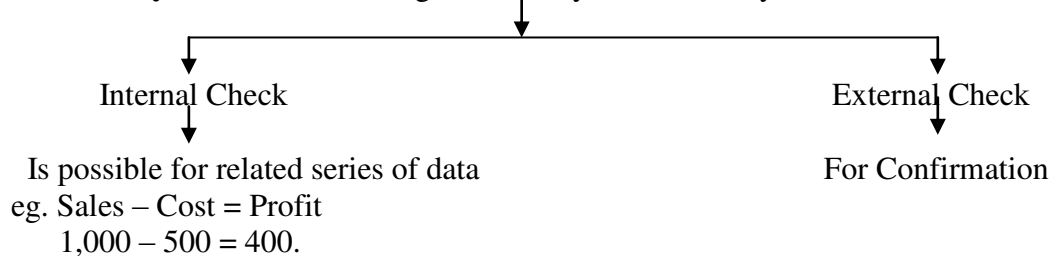 Internal Check
External Check
Is possible for related series of data
For Confirmation
eg. Sales – Cost = Profit
1,000 – 500 = 400.